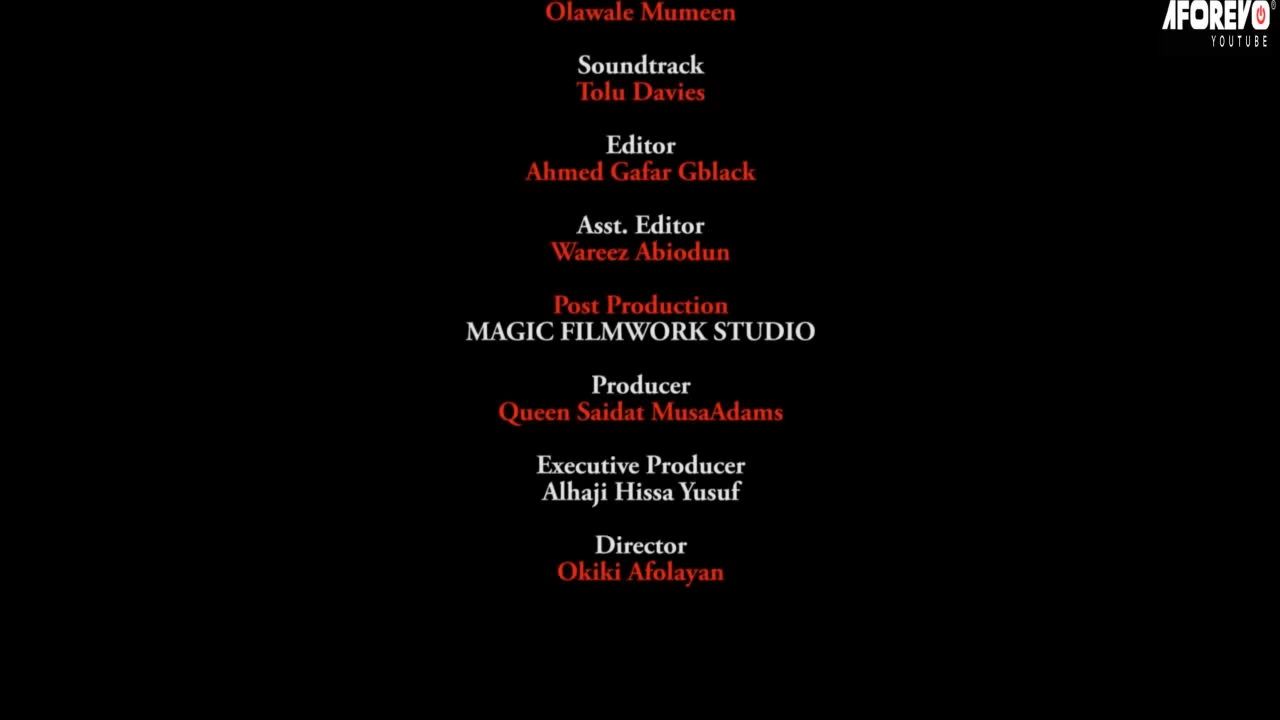 AFOREVO
YOUTUBE
Olawale Mumeen
Soundtrack
Tolu Davies
Editor
Ahmed Gafar Gblack
Asst. Editor
Wareez Abiodun
Post Production
MAGIC FILMWORK STUDIO
Producer
Queen Saidat MusaAdams
Executive Producer
Alhaji Hissa Yusuf
Director
Okiki Afolayan